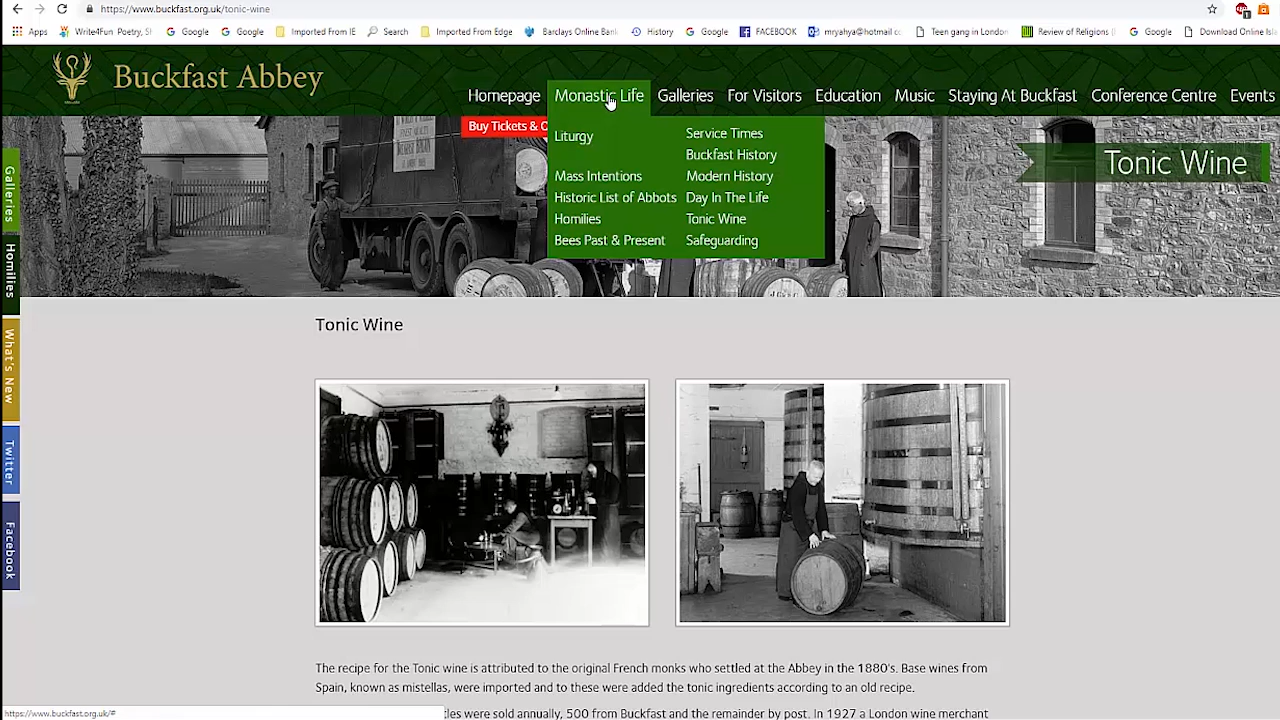 https://www.buckfast.org.uk/tonic-wine
Apps Write4Fun Poetry, Sh Google Google Imported From IE Search Imported From Edge Barclays Online Bank History Google FACEBOOK mryahya@hotmail.co Teen gang in London Review of Religions ( Google Download Online Isla
Buckfast Abbey
Homepage Monastic Life Galleries For Visitors Education Music Staying At Buckfast Conference Centre Events
Buy Tickets & O
Liturgy
Mass Intentions
Historic List of Abbots
Homilies
Bees Past & Present
Service Times
Buckfast History
Modern History
Day In The Life
Tonic Wine
Safeguarding
Tonic Wine
Galleries
Homilies
What's New
Twitter
Facebook
Tonic Wine
The recipe for the Tonic wine is attributed to the original French monks who settled at the Abbey in the 1880's. Base wines from
Spain, known as mistellas, were imported and to these were added the tonic ingredients according to an old recipe.
tles were sold annually, 500 from Buckfast and the remainder by post. In 1927 a London wine merchant
https://www.buckfast.org.uk/#